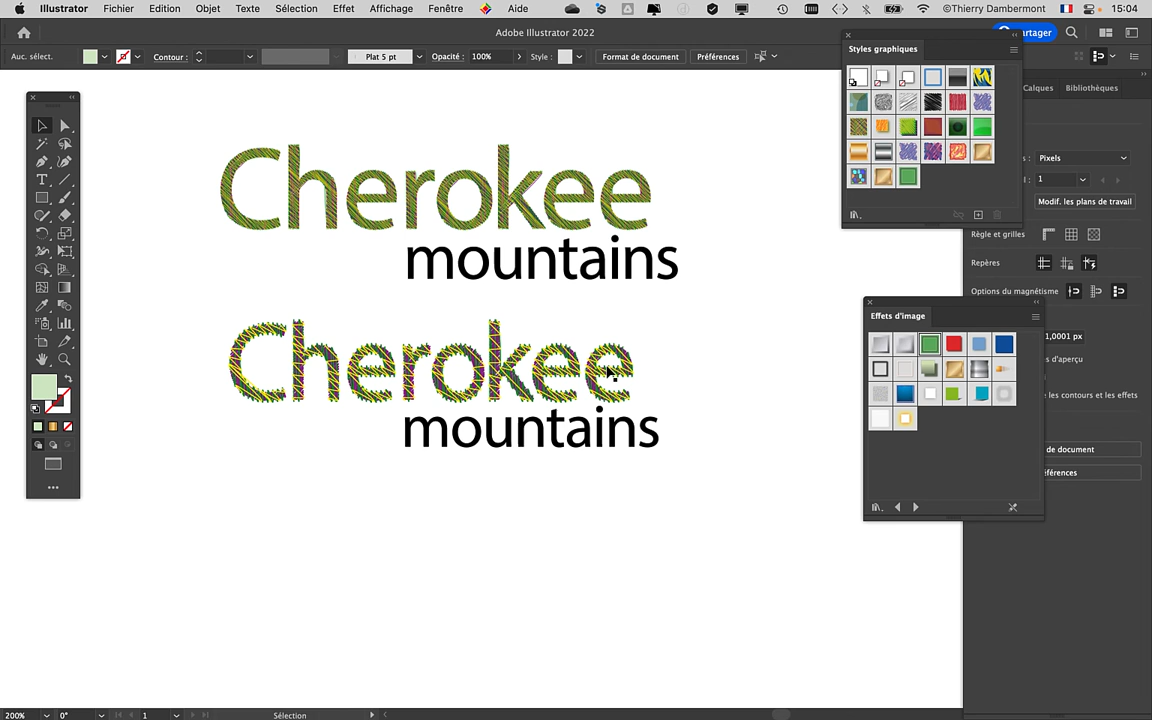 Illustrator Fichier Edition Objet Texte Sélection Effet Affichage Fenêtre Aide ©Thierry Dambermont 15:04
Adobe Illustrator 2022
Partager
Auc. sélect. Contour : Plat 5 pt Opacité : 100% Style : Format de document Préférences
Styles graphiques
Calques Bibliothèques
: Pixels
: 1
Modif. les plans de travail
Règle et grilles
Repères
Options du magnétisme
Effets d'image
1,0001 px
s d'aperçu
e les contours et les effets
de document
éférences
Cherokee
mountains
Cherokee
mountains
200% 0° 1 Sélection